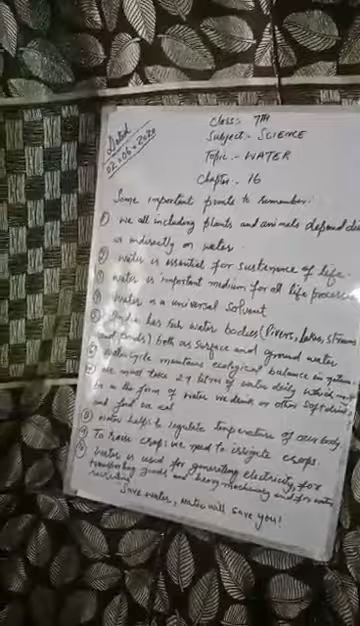 Dated
02.06.2020
Class:- 7TH
Subject:- SCIENCE
Topic:- WATER
Chapter:- 16
Some important points to remember:
① We all including plants and animals depend
or indirectly on water.
② Water is essential for sustenance of life.
③ Water is important medium for all life
④ Water is a universal solvent
⑤ India has rich water bodies (Rivers, lakes, streams
and ponds) both as surface and ground water
⑥ Water cycle maintains ecological balance in
⑦ We must take litres of water daily which
be in the form of water we drink or other
and food we eat
⑧ Water helps to regulate temperature of our body.
⑨ To raise crops we need to irrigate crops.
⑩ Water is used for generating electricity, for
transporting goods and heavy machinery and for water
Save water, water will save you!